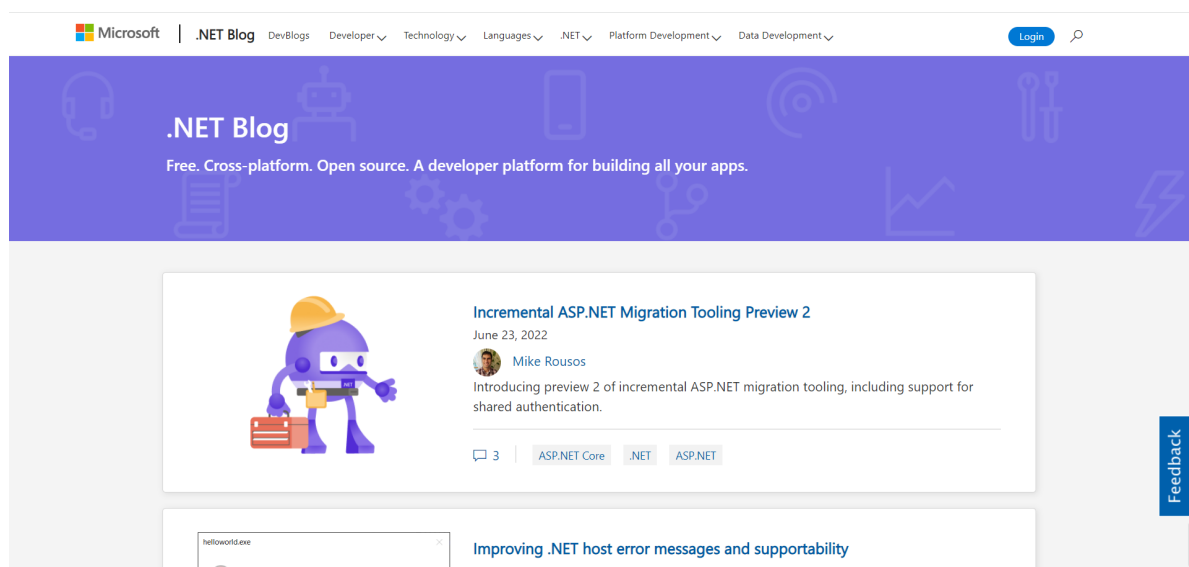 Microsoft
.NET Blog
DevBlogs
Developer
Technology
Languages
.NET
Platform Development
Data Development
Login
.NET Blog
Free. Cross-platform. Open source. A developer platform for building all your apps.
Incremental ASP.NET Migration Tooling Preview 2
June 23, 2022
Mike Rousos
Introducing preview 2 of incremental ASP.NET migration tooling, including support for
shared authentication.
3
ASP.NET Core
.NET
ASP.NET
.NET
Feedback
helloworld.exe
Improving .NET host error messages and supportability